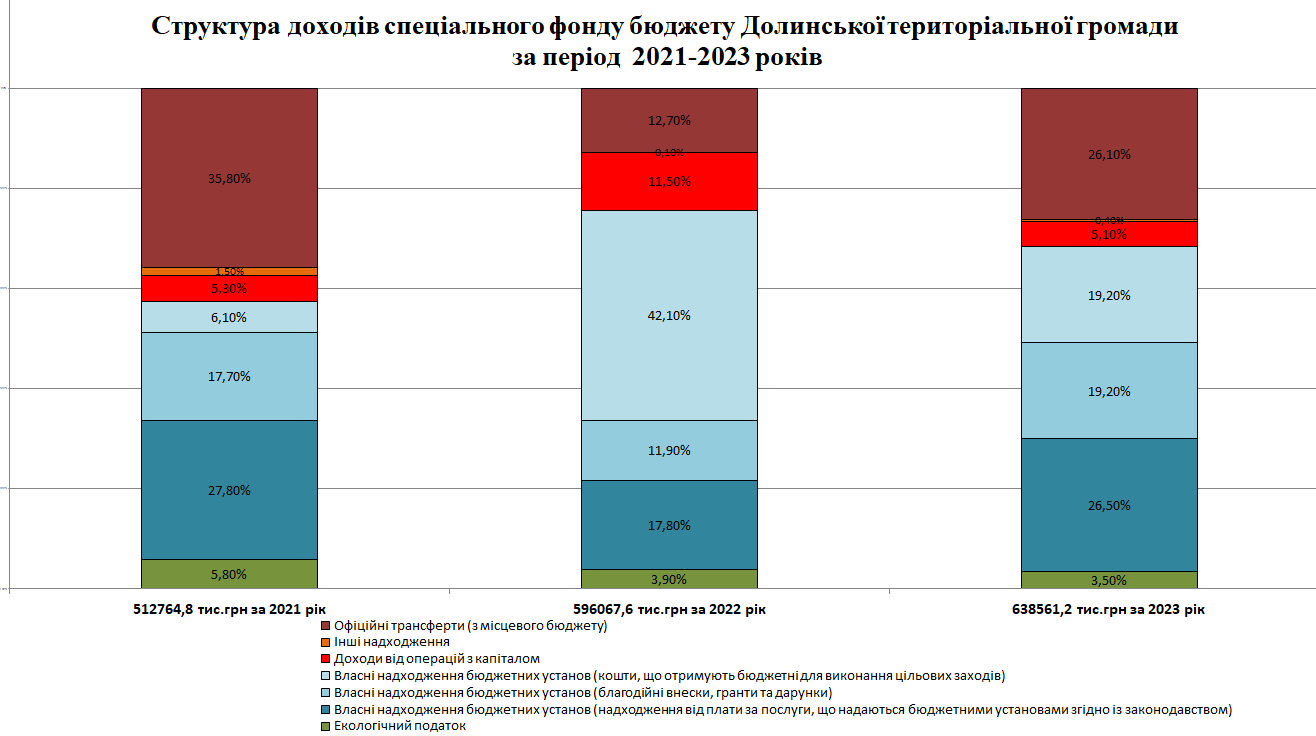 Структура доходів спеціального фонду бюджету Долинської територіальної громади
за період 2021-2023 років
35,80%
1,50%
5,30%
6,10%
17,70%
27,80%
5,80%
12,70%
0,10%
11,50%
42,10%
11,90%
17,80%
3,90%
26,10%
0,40%
5,10%
19,20%
19,20%
26,50%
3,50%
512764,8 тис.грн за 2021 рік
596067,6 тис.грн за 2022 рік
638561,2 тис.грн за 2023 рік
Офіційні трансферти (з місцевого бюджету)
Інші надходження
Доходи від операцій з капіталом
Власні надходження бюджетних установ (кошти, що отримують бюджетні для виконання цільових заходів)
Власні надходження бюджетних установ (благодійні внески, гранти та дарунки)
Власні надходження бюджетних установ (надходження від плати за послуги, що надаються бюджетними установами згідно із законодавством)
Екологічний податок